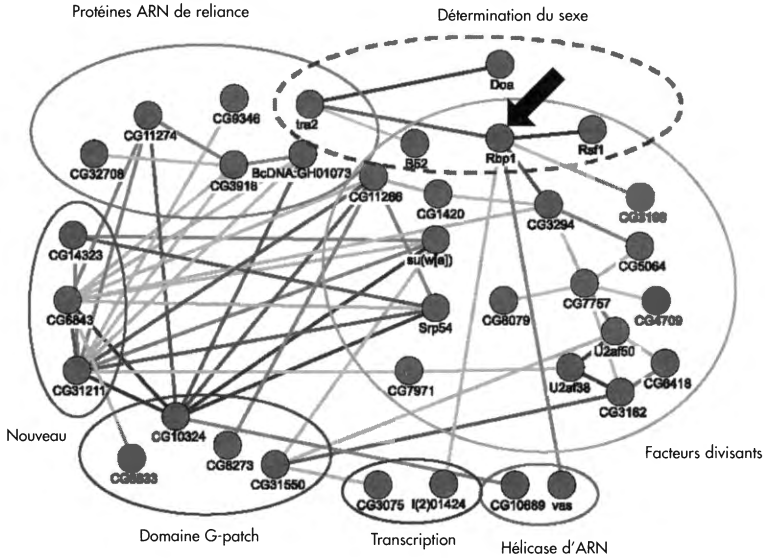 Protéines ARN de reliance
Détermination du sexe
Doa
CG9346
tra2
CG11274
B52
Rbp1
Rsf1
CG32708
CG3918
BcDNA:GH01073
CG11266
CG1420
CG3294
CG14323
su(w[a])
CG5064
CG6843
Srp54
CG8079
CG7757
CG4709
U2af50
CG31211
CG7971
U2af38
CG6418
CG3162
Nouveau
CG10324
CG8273
Facteurs divisants
CG31550
CG3075
l(2)01424
CG10689
vas
Domaine G-patch
Transcription
Hélicase d'ARN